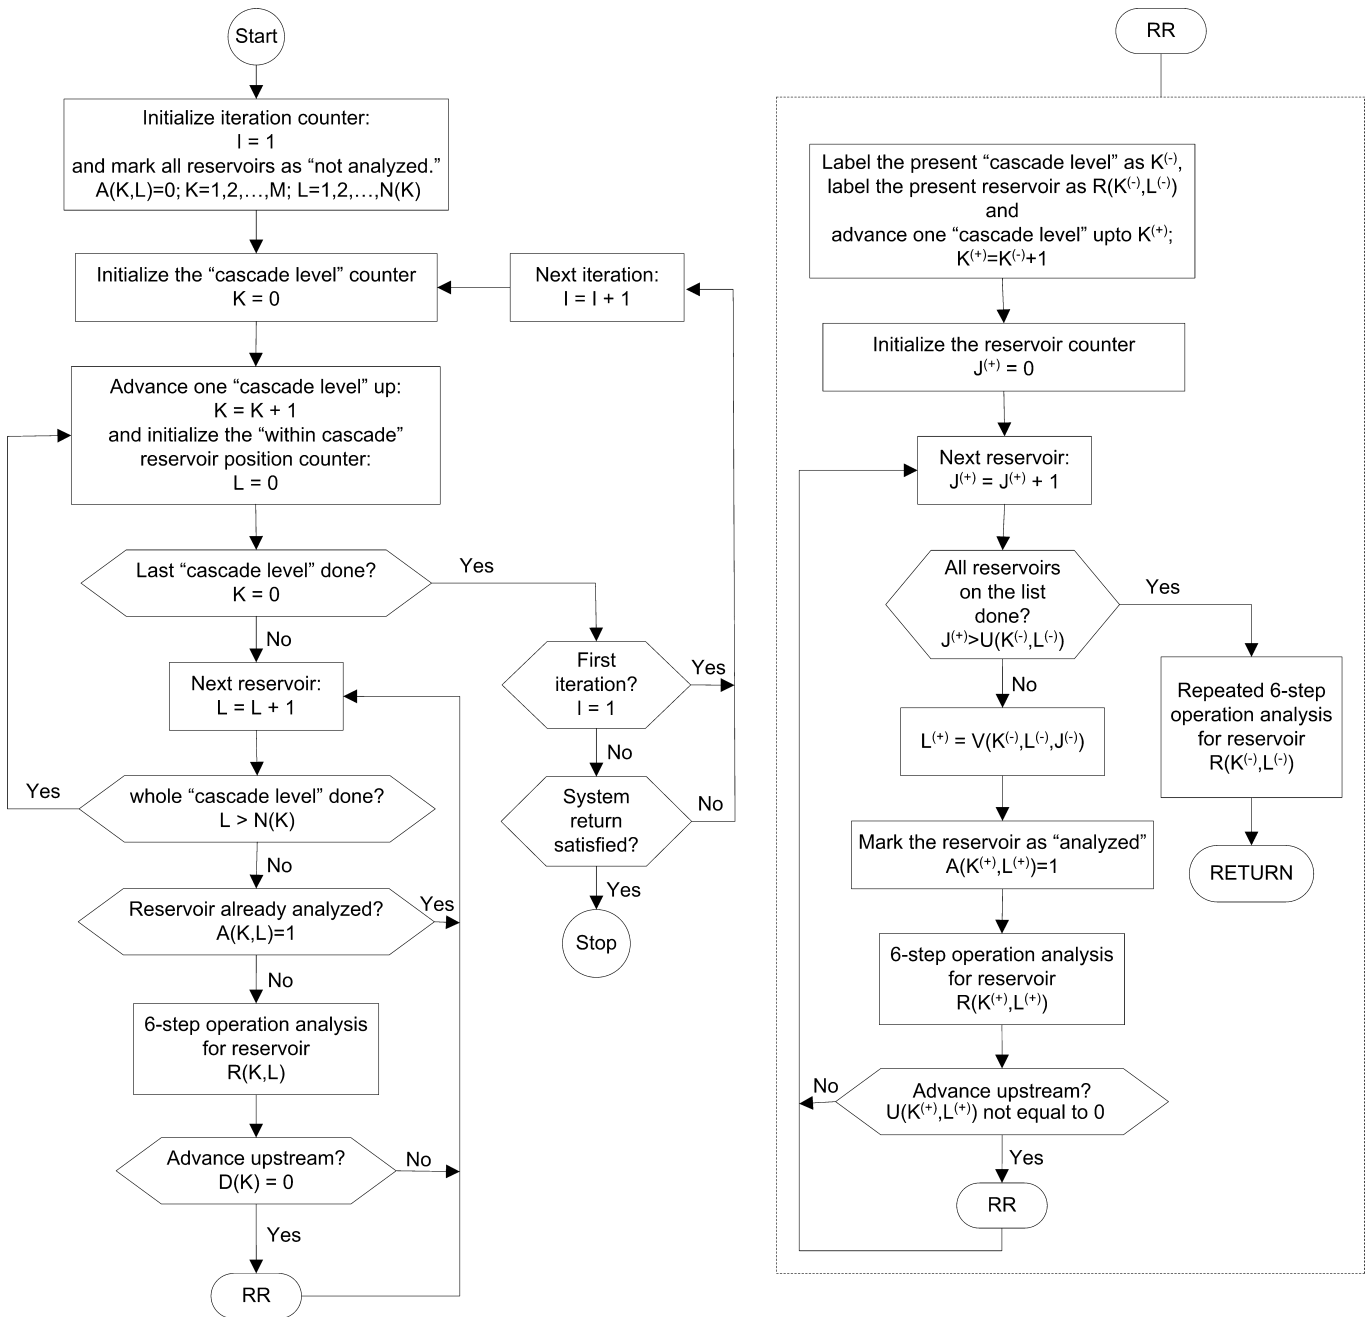 Start
Initialize iteration counter:
I = 1
and mark all reservoirs as “not analyzed.”
A(K,L)=0; K=1,2,…,M; L=1,2,…,N(K)
Initialize the “cascade level” counter
K = 0
Next iteration:
I = I + 1
Advance one “cascade level” up:
K = K + 1
and initialize the “within cascade”
reservoir position counter:
L = 0
Last “cascade level” done?
K = 0
Yes
No
First
iteration?
I = 1
Yes
No
System
return
satisfied?
No
Yes
Stop
Next reservoir:
L = L + 1
whole “cascade level” done?
L > N(K)
Yes
No
Reservoir already analyzed?
A(K,L)=1
Yes
No
6-step operation analysis
for reservoir
R(K,L)
Advance upstream?
D(K) = 0
No
Yes
RR
RR
Label the present “cascade level” as K(-),
label the present reservoir as R(K(-),L(-))
and
advance one “cascade level” upto K(+);
K(+)=K(-)+1
Initialize the reservoir counter
J(+) = 0
Next reservoir:
J(+) = J(+) + 1
All reservoirs
on the list
done?
J(+)>U(K(-),L(-))
Yes
No
Repeated 6-step
operation analysis
for reservoir
R(K(-),L(-))
RETURN
L(+) = V(K(-),L(-),J(-))
Mark the reservoir as “analyzed”
A(K(+),L(+))=1
6-step operation analysis
for reservoir
R(K(+),L(+))
Advance upstream?
U(K(+),L(+)) not equal to 0
No
Yes
RR